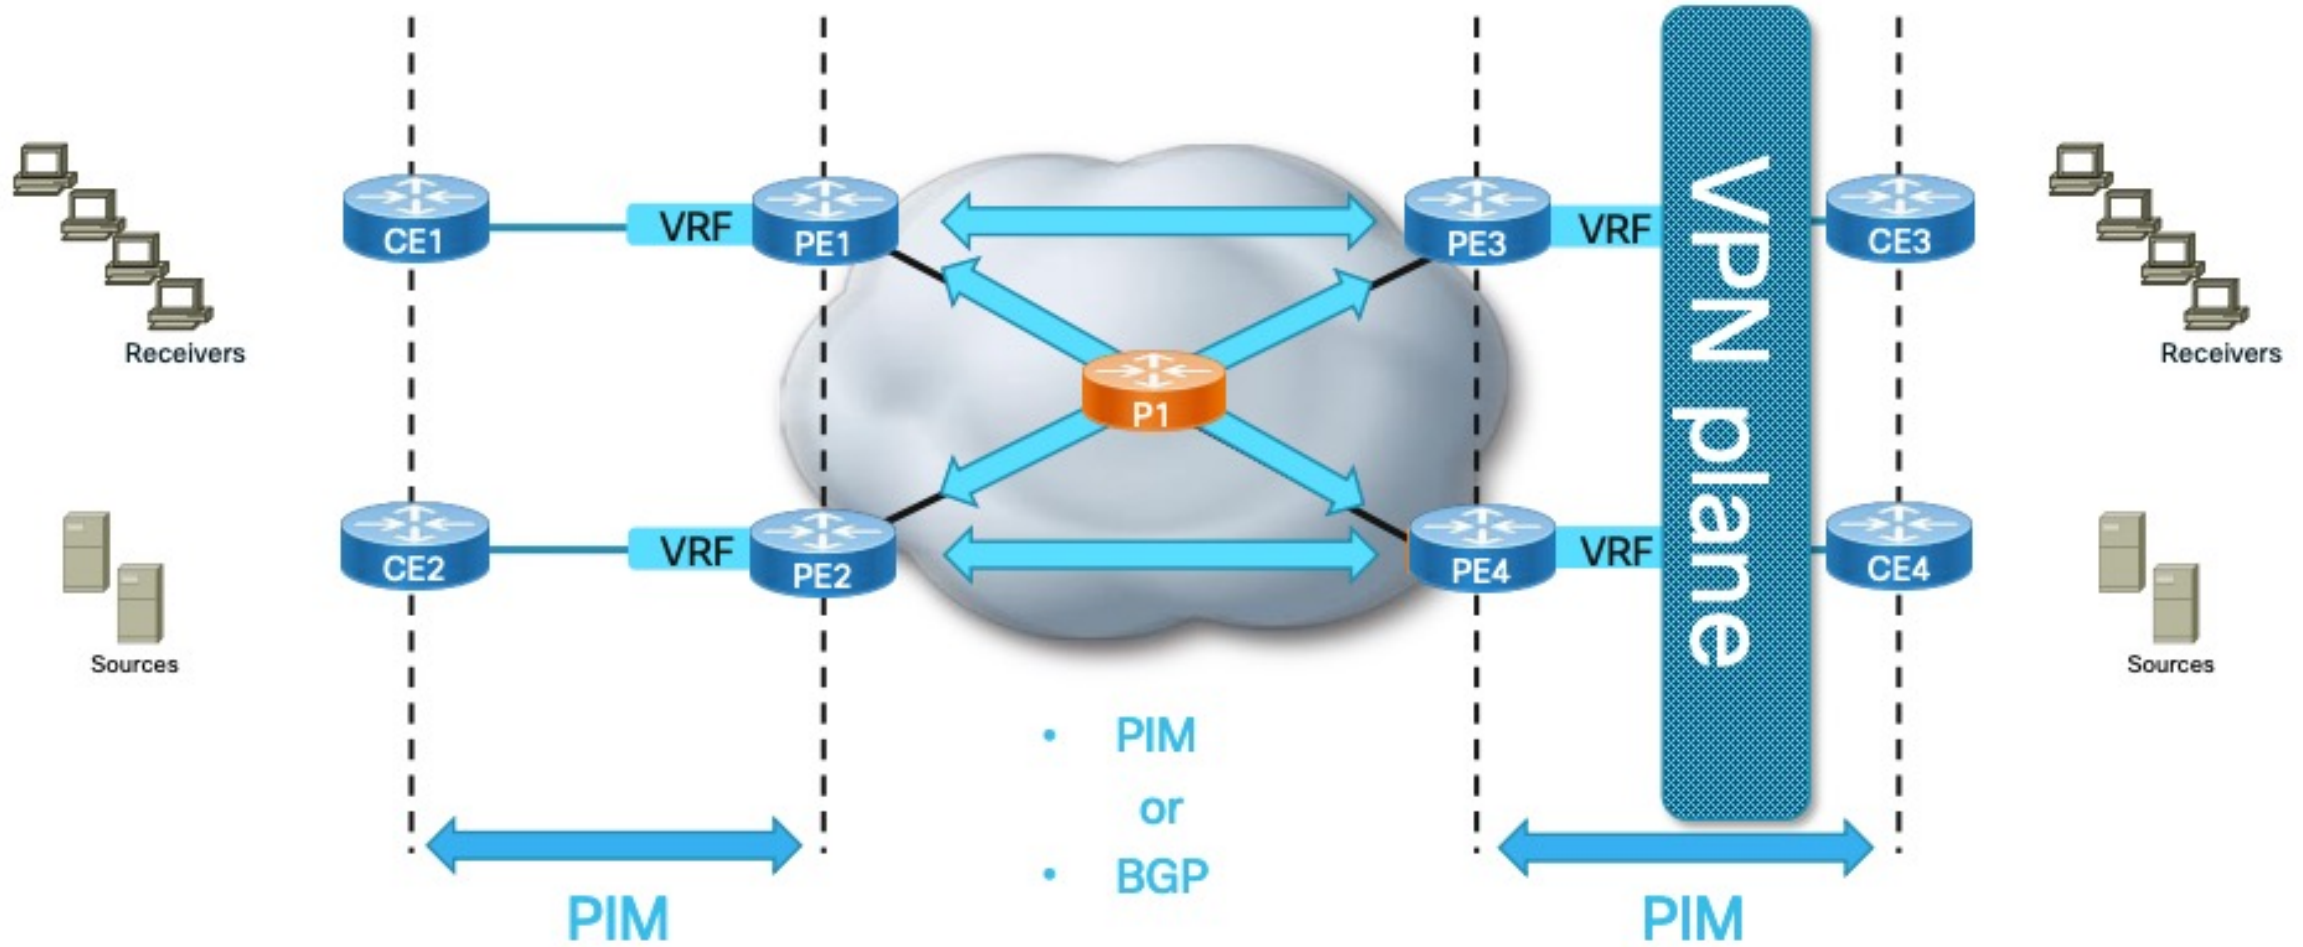 CE1
VRF
PE1
PE3
VRF
CE3
VPN plane
Receivers
Receivers
P1
CE2
VRF
PE2
PE4
VRF
CE4
Sources
Sources
• PIM
or
• BGP
PIM
PIM